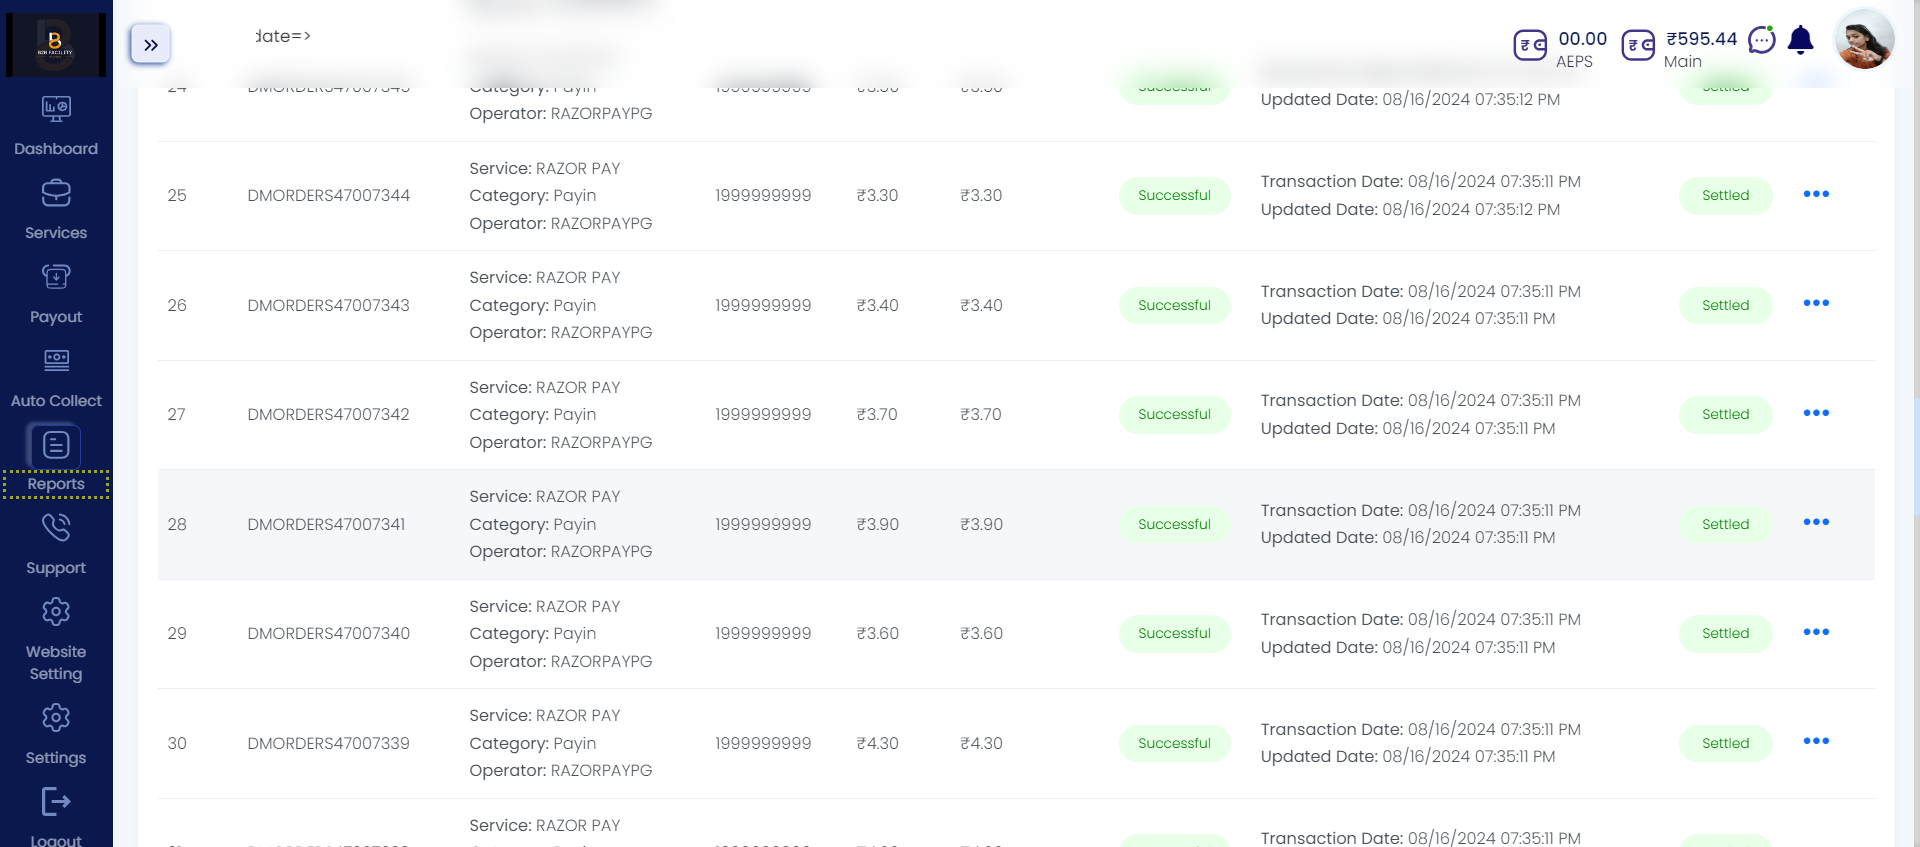 B2B FACILITY
date=>
00.00
AEPS
₹595.44
Main
Dashboard
Services
Payout
Auto Collect
Reports
Support
Website
Setting
Settings
Logout
Operator: RAZORPAYPG
Successful
Updated Date: 08/16/2024 07:35:12 PM
Settled
25 DMORDERS47007344 Service: RAZOR PAY
Category: Payin
Operator: RAZORPAYPG
1999999999 ₹3.30 ₹3.30 Successful
Transaction Date: 08/16/2024 07:35:11 PM
Updated Date: 08/16/2024 07:35:12 PM
Settled
26 DMORDERS47007343 Service: RAZOR PAY
Category: Payin
Operator: RAZORPAYPG
1999999999 ₹3.40 ₹3.40 Successful
Transaction Date: 08/16/2024 07:35:11 PM
Updated Date: 08/16/2024 07:35:11 PM
Settled
27 DMORDERS47007342 Service: RAZOR PAY
Category: Payin
Operator: RAZORPAYPG
1999999999 ₹3.70 ₹3.70 Successful
Transaction Date: 08/16/2024 07:35:11 PM
Updated Date: 08/16/2024 07:35:11 PM
Settled
28 DMORDERS47007341 Service: RAZOR PAY
Category: Payin
Operator: RAZORPAYPG
1999999999 ₹3.90 ₹3.90 Successful
Transaction Date: 08/16/2024 07:35:11 PM
Updated Date: 08/16/2024 07:35:11 PM
Settled
29 DMORDERS47007340 Service: RAZOR PAY
Category: Payin
Operator: RAZORPAYPG
1999999999 ₹3.60 ₹3.60 Successful
Transaction Date: 08/16/2024 07:35:11 PM
Updated Date: 08/16/2024 07:35:11 PM
Settled
30 DMORDERS47007339 Service: RAZOR PAY
Category: Payin
Operator: RAZORPAYPG
1999999999 ₹4.30 ₹4.30 Successful
Transaction Date: 08/16/2024 07:35:11 PM
Updated Date: 08/16/2024 07:35:11 PM
Settled
Service: RAZOR PAY
Transaction Date: 08/16/2024 07:35:11 PM